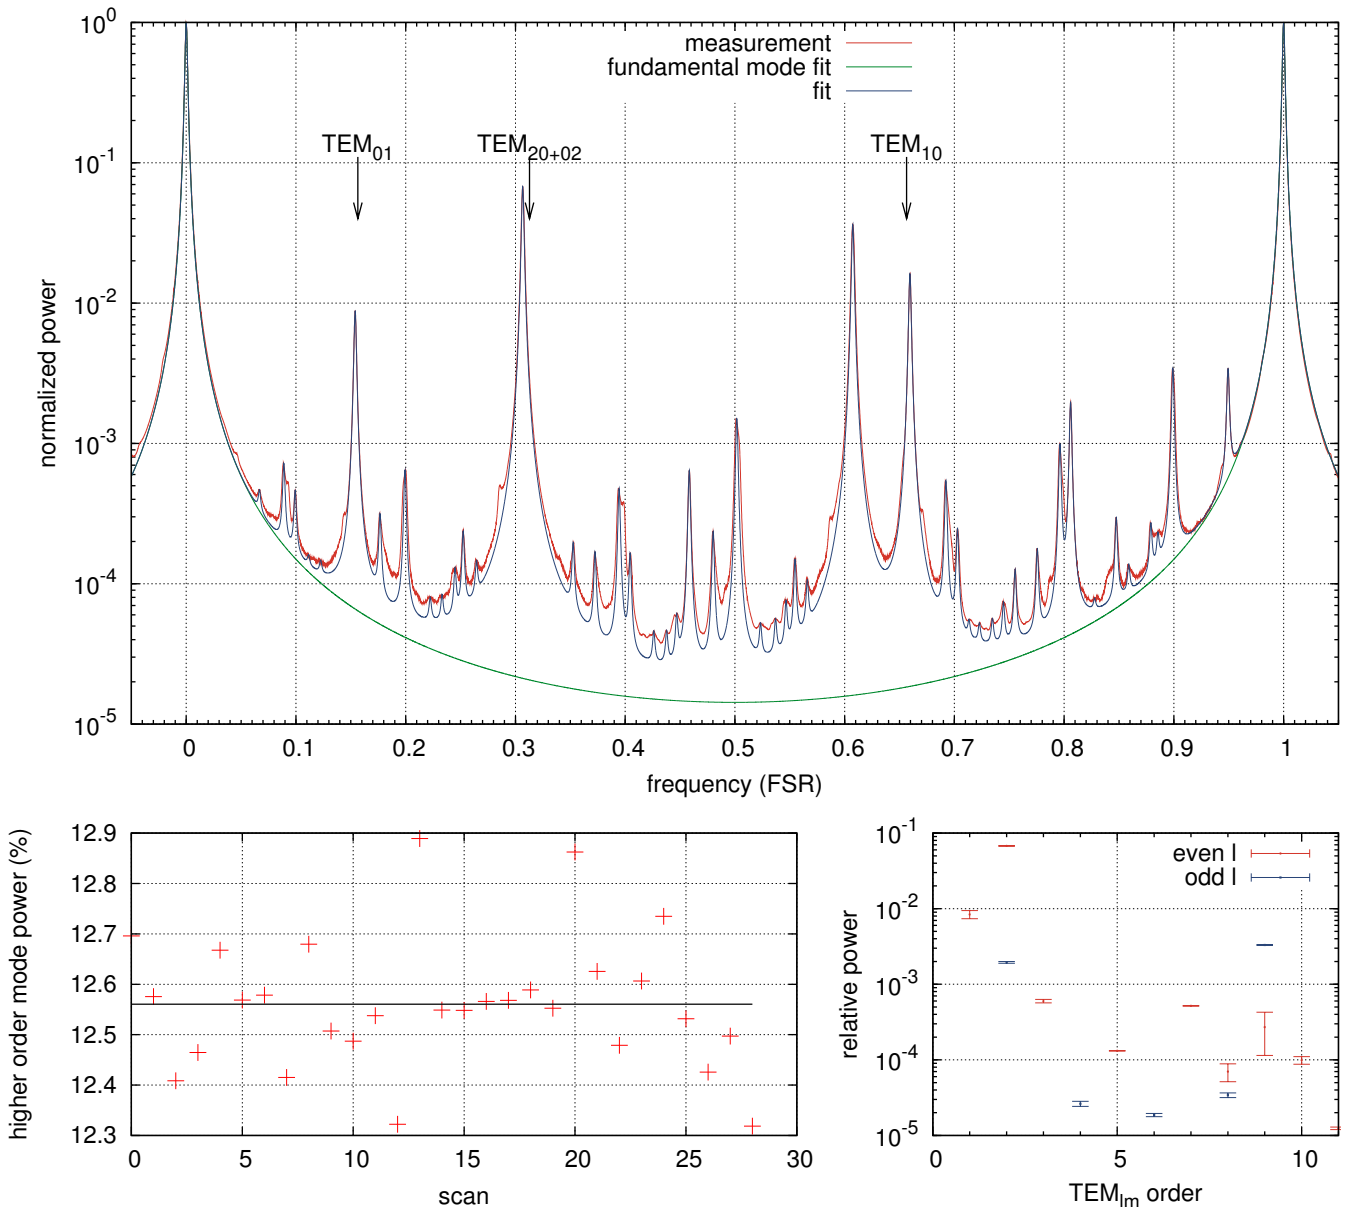 measurement
fundamental mode fit
fit
TEM01
TEM20+02
TEM10
normalized power
10^0
10^-1
10^-2
10^-3
10^-4
10^-5
0 0.1 0.2 0.3 0.4 0.5 0.6 0.7 0.8 0.9 1
frequency (FSR)
higher order mode power (%)
12.9
12.8
12.7
12.6
12.5
12.4
12.3
0 5 10 15 20 25 30
scan
relative power
10^-1
10^-2
10^-3
10^-4
10^-5
even l
odd l
0 5 10
TEMlm order